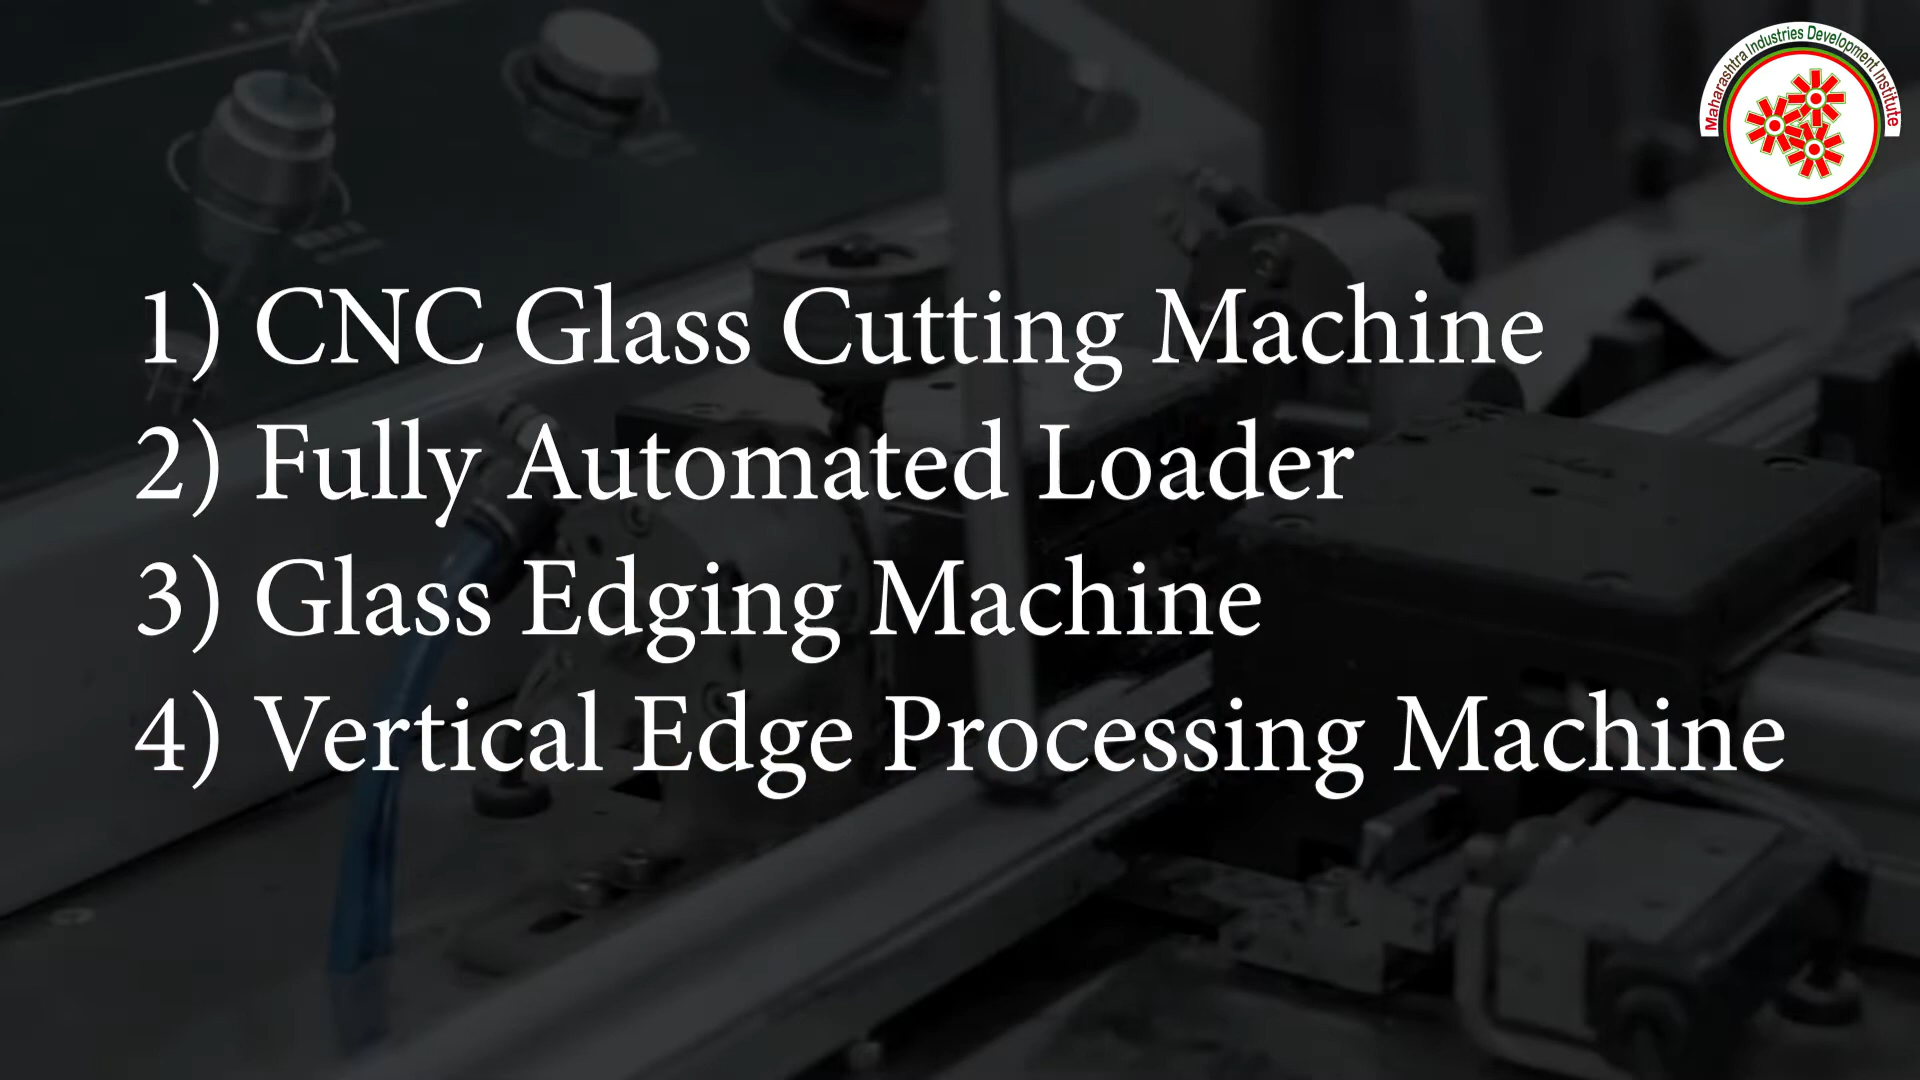 Maharashtra Industries Development Institute
1) CNC Glass Cutting Machine
2) Fully Automated Loader
3) Glass Edging Machine
4) Vertical Edge Processing Machine